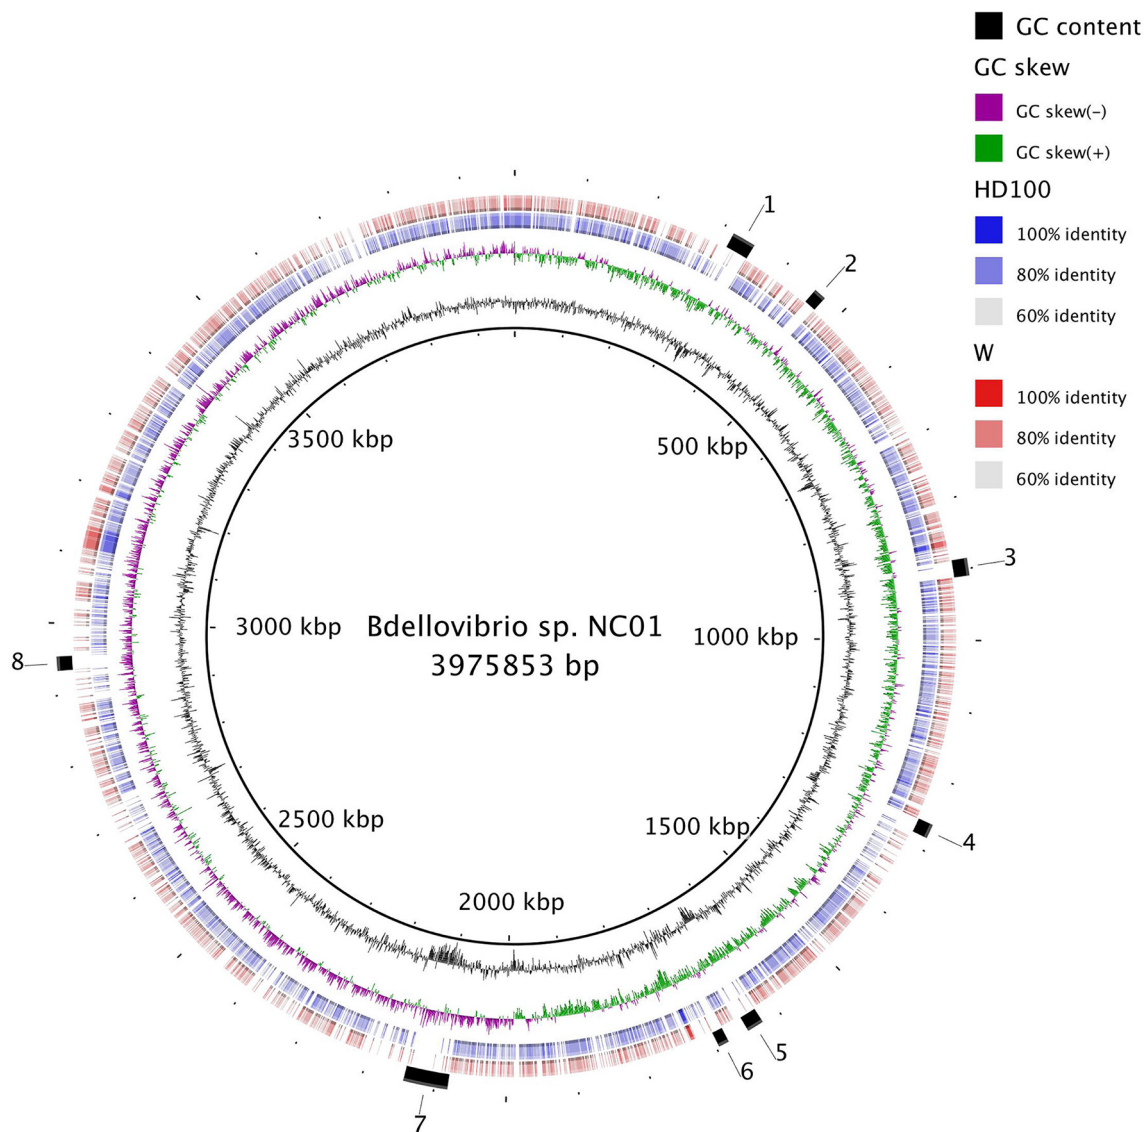 GC content
GC skew
GC skew(-)
GC skew(+)
HD100
100% identity
80% identity
60% identity
W
100% identity
80% identity
60% identity
1
2
3
4
5
6
7
8
500 kbp
1000 kbp
1500 kbp
2000 kbp
2500 kbp
3000 kbp
3500 kbp
Bdellovibrio sp. NC01
3975853 bp